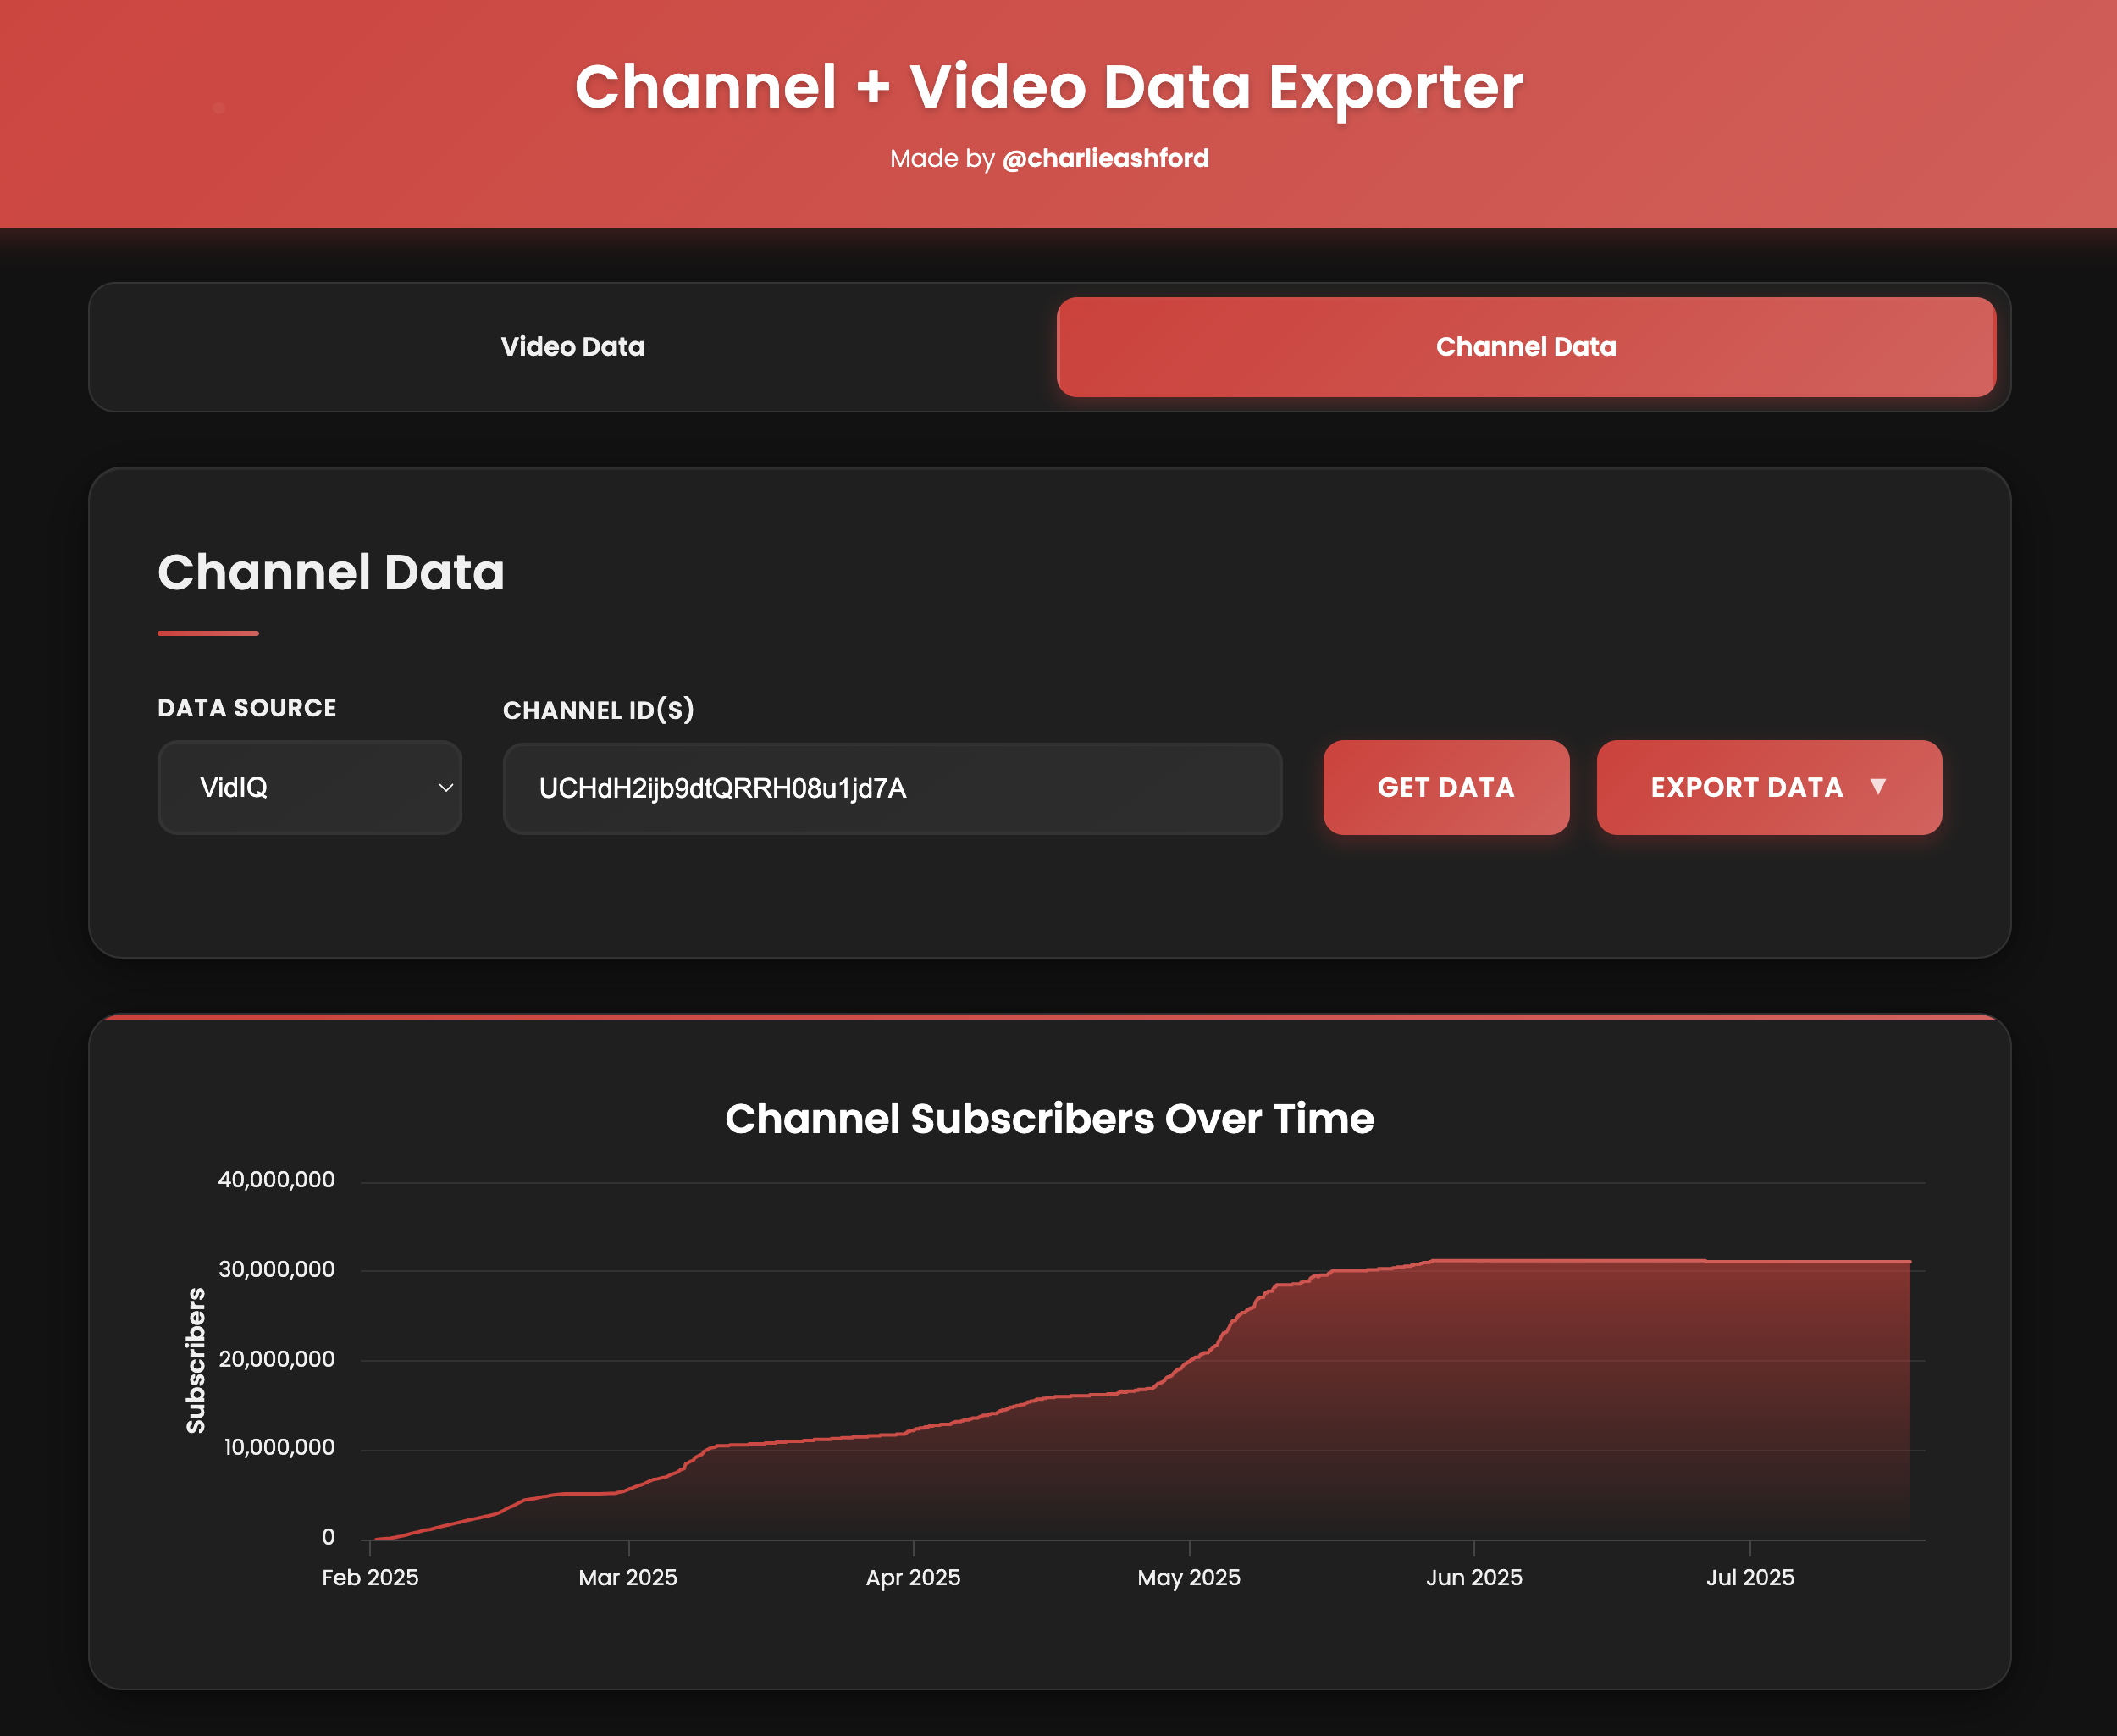 Channel + Video Data Exporter
Made by @charlieashford
Video Data
Channel Data
Channel Data
DATA SOURCE
CHANNEL ID(S)
VidIQ
UCHdH2ijb9dtQRRH08u1jd7A
GET DATA
EXPORT DATA ▼
Channel Subscribers Over Time
Subscribers
40,000,000
30,000,000
20,000,000
10,000,000
0
Feb 2025
Mar 2025
Apr 2025
May 2025
Jun 2025
Jul 2025